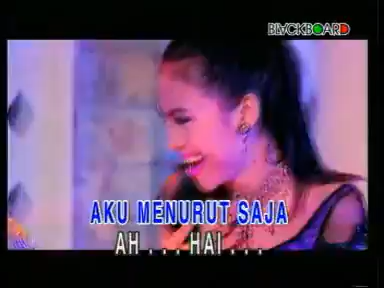 BLACKBOARD
AKU MENURUT SAJA
AH . . . HAI . . .